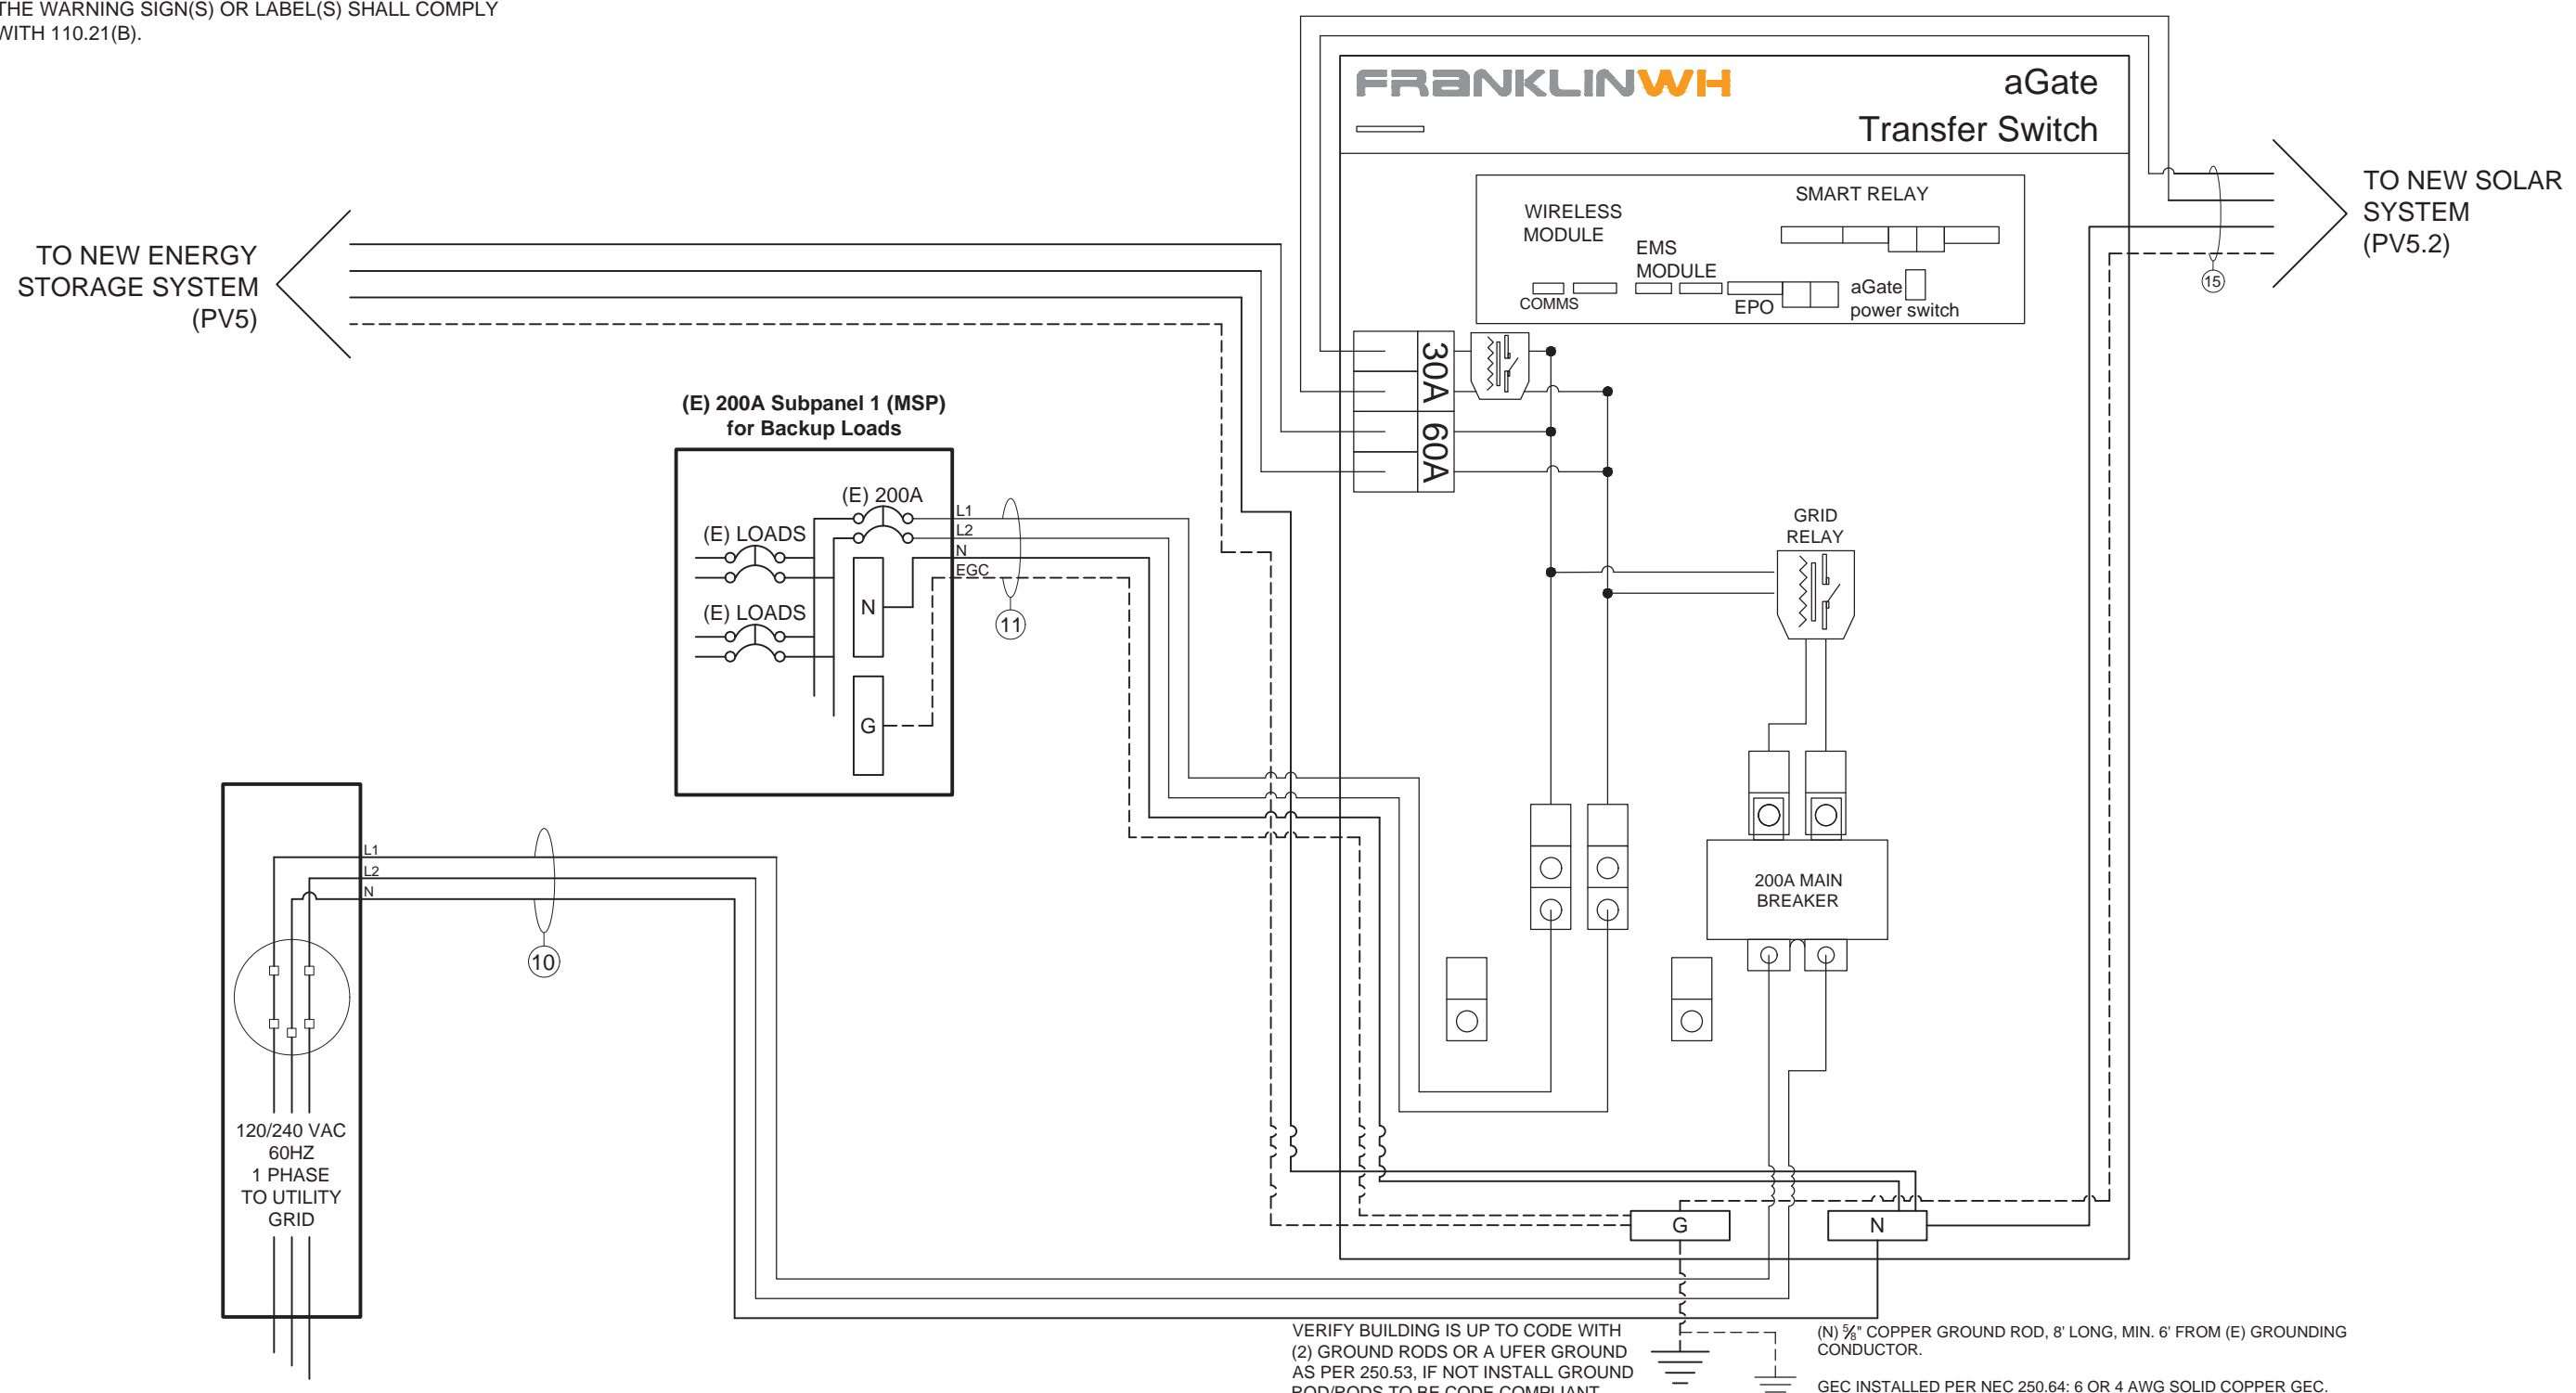 THE WARNING SIGN(S) OR LABEL(S) SHALL COMPLY
WITH 110.21(B).
FRANKLINWH
aGate
Transfer Switch
WIRELESS
MODULE
SMART RELAY
EMS
MODULE
COMMS
EPO
aGate
power switch
TO NEW SOLAR
SYSTEM
(PV5.2)
15
TO NEW ENERGY
STORAGE SYSTEM
(PV5)
30A
60A
(E) 200A Subpanel 1 (MSP)
for Backup Loads
(E) 200A
(E) LOADS
(E) LOADS
N
G
L1
L2
N
EGC
11
GRID
RELAY
200A MAIN
BREAKER
L1
L2
N
10
120/240 VAC
60HZ
1 PHASE
TO UTILITY
GRID
G
N
VERIFY BUILDING IS UP TO CODE WITH
(2) GROUND RODS OR A UFER GROUND
AS PER 250.53, IF NOT INSTALL GROUND
ROD/RODS TO BE CODE COMPLIANT
(N) ⅝" COPPER GROUND ROD, 8' LONG, MIN. 6' FROM (E) GROUNDING
CONDUCTOR.
GEC INSTALLED PER NEC 250.64: 6 OR 4 AWG SOLID COPPER GEC.